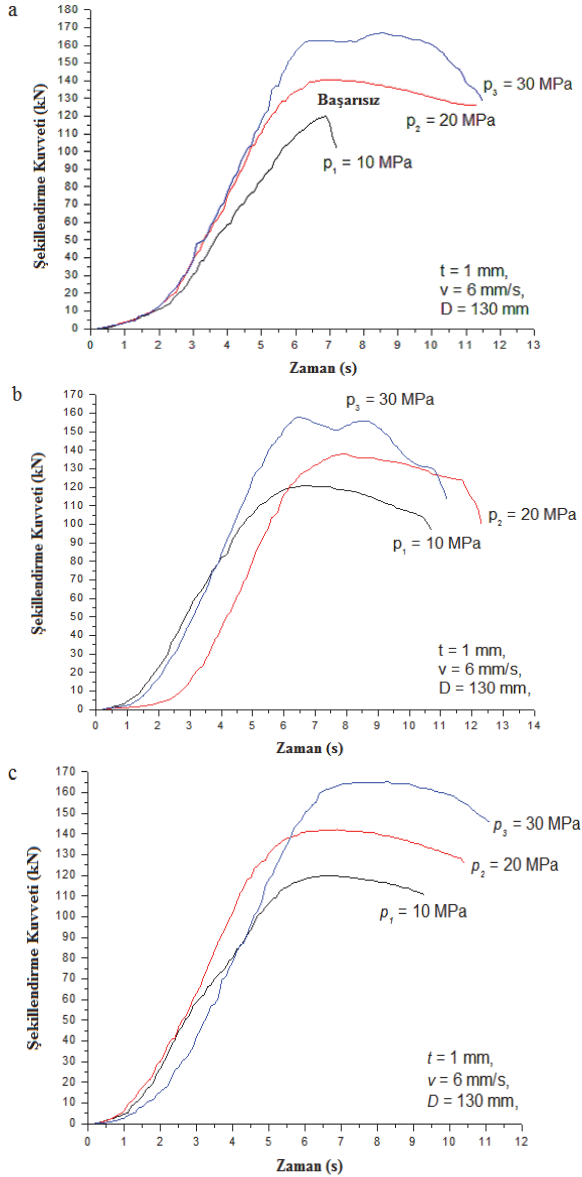 a
Şekillendirme Kuvveti (kN)
180
170
160
150
140
130
120
110
100
90
80
70
60
50
40
30
20
10
0
Başarısız
p3 = 30 MPa
p2 = 20 MPa
p1 = 10 MPa
t = 1 mm,
v = 6 mm/s,
D = 130 mm
0 1 2 3 4 5 6 7 8 9 10 11 12 13
Zaman (s)
b
Şekillendirme Kuvveti (kN)
170
160
150
140
130
120
110
100
90
80
70
60
50
40
30
20
10
0
p3 = 30 MPa
p2 = 20 MPa
p1 = 10 MPa
t = 1 mm,
v = 6 mm/s,
D = 130 mm,
0 1 2 3 4 5 6 7 8 9 10 11 12 13 14
Zaman (s)
c
Şekillendirme Kuvveti (kN)
170
160
150
140
130
120
110
100
90
80
70
60
50
40
30
20
10
0
p3 = 30 MPa
p2 = 20 MPa
p1 = 10 MPa
t = 1 mm,
v = 6 mm/s,
D = 130 mm,
0 1 2 3 4 5 6 7 8 9 10 11 12
Zaman (s)